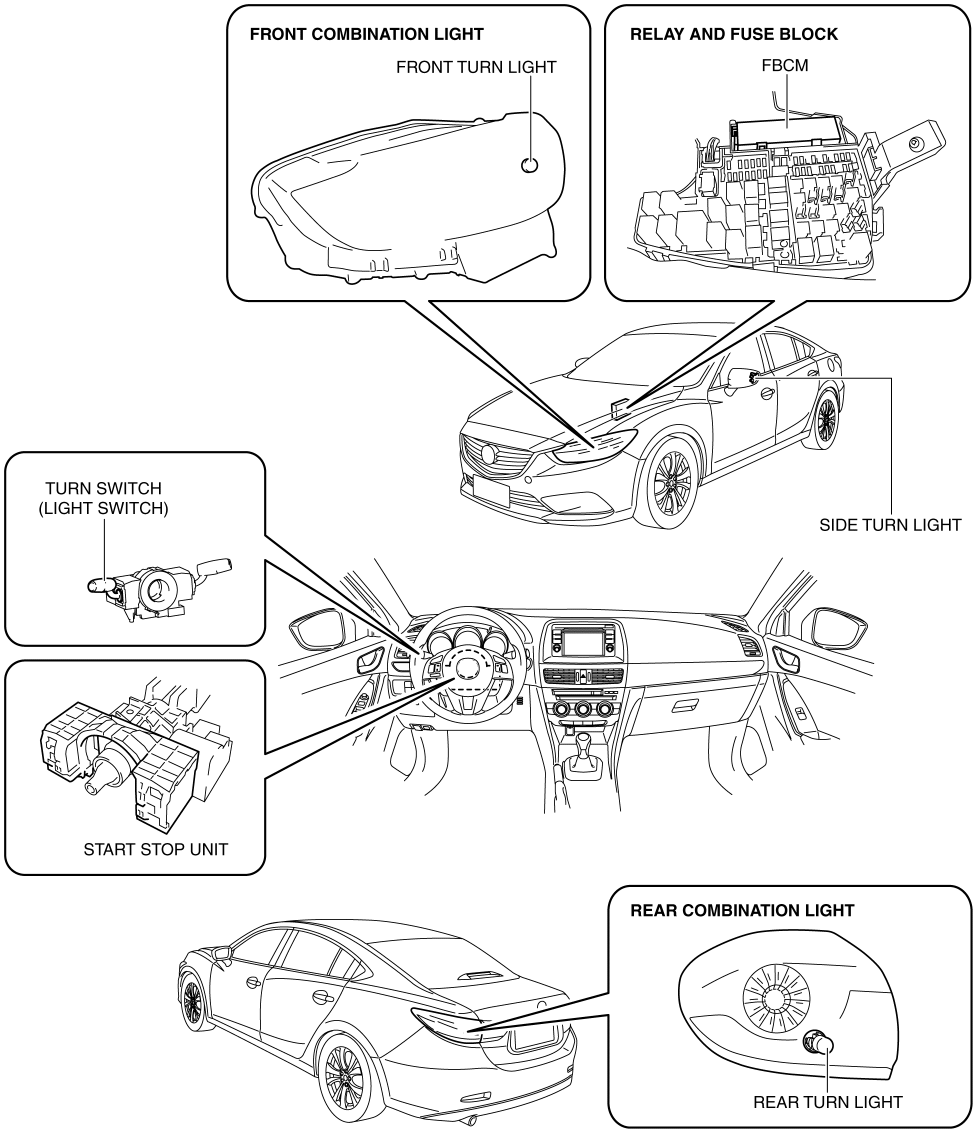 FRONT COMBINATION LIGHT
FRONT TURN LIGHT
RELAY AND FUSE BLOCK
FBCM
SIDE TURN LIGHT
TURN SWITCH
(LIGHT SWITCH)
START STOP UNIT
REAR COMBINATION LIGHT
REAR TURN LIGHT